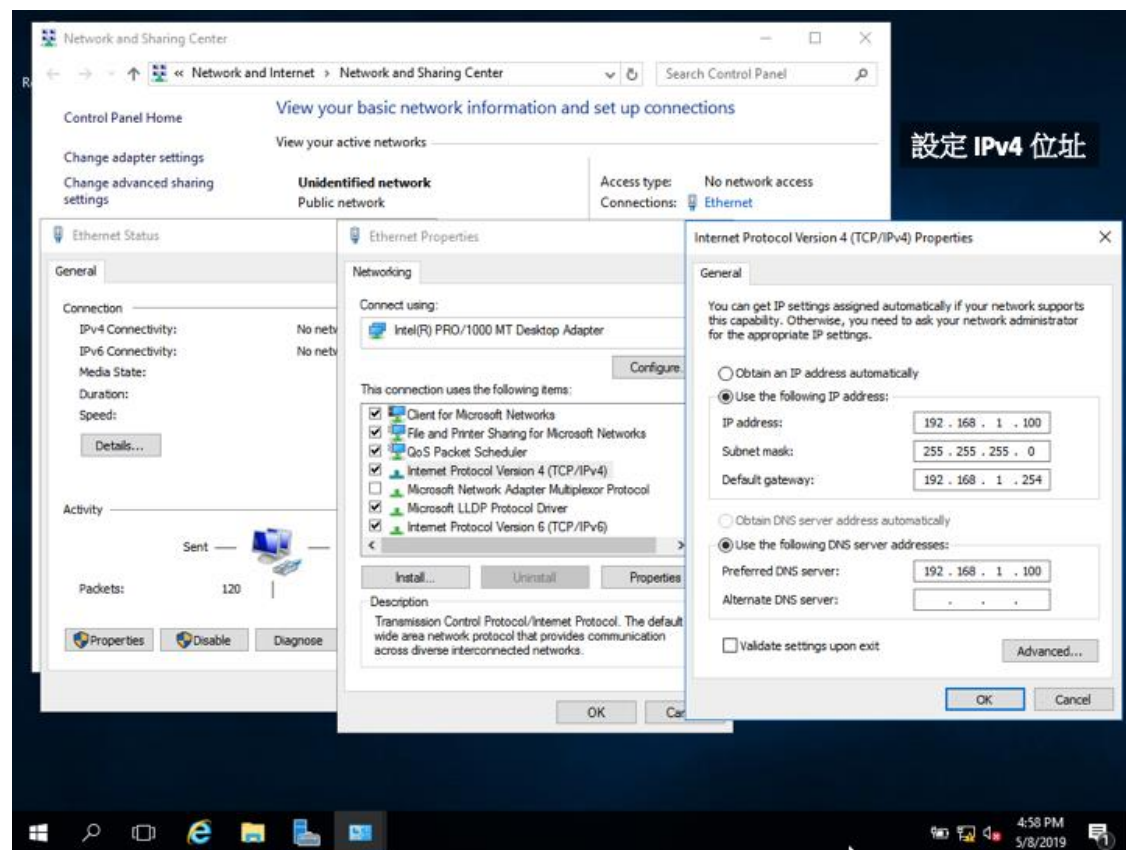 Network and Sharing Center
« Network and Internet › Network and Sharing Center
Search Control Panel
Control Panel Home
Change adapter settings
Change advanced sharing
settings
View your basic network information and set up connections
View your active networks
Unidentified network
Public network
Access type: No network access
Connections: Ethernet
設定 IPv4 位址
Ethernet Status
General
Connection
IPv4 Connectivity: No
IPv6 Connectivity: No
Media State:
Duration:
Speed:
Details...
Activity
Sent
Packets: 120
Properties
Disable
Diagnose
Ethernet Properties
Networking
Connect using:
Intel(R) PRO/1000 MT Desktop Adapter
Configure
This connection uses the following items:
Client for Microsoft Networks
File and Printer Sharing for Microsoft Networks
QoS Packet Scheduler
Internet Protocol Version 4 (TCP/IPv4)
Microsoft Network Adapter Multiplexor Protocol
Microsoft LLDP Protocol Driver
Internet Protocol Version 6 (TCP/IPv6)
Install...
Uninstall
Properties
Description
Transmission Control Protocol/Internet Protocol. The default
wide area network protocol that provides communication
across diverse interconnected networks.
OK
Internet Protocol Version 4 (TCP/IPv4) Properties
General
You can get IP settings assigned automatically if your network supports
this capability. Otherwise, you need to ask your network administrator
for the appropriate IP settings.
Obtain an IP address automatically
Use the following IP address:
IP address: 192 . 168 . 1 . 100
Subnet mask: 255 . 255 . 255 . 0
Default gateway: 192 . 168 . 1 . 254
Obtain DNS server address automatically
Use the following DNS server addresses:
Preferred DNS server: 192 . 168 . 1 . 100
Alternate DNS server: . . .
Validate settings upon exit
Advanced...
OK
Cancel
4:58 PM
5/8/2019
1